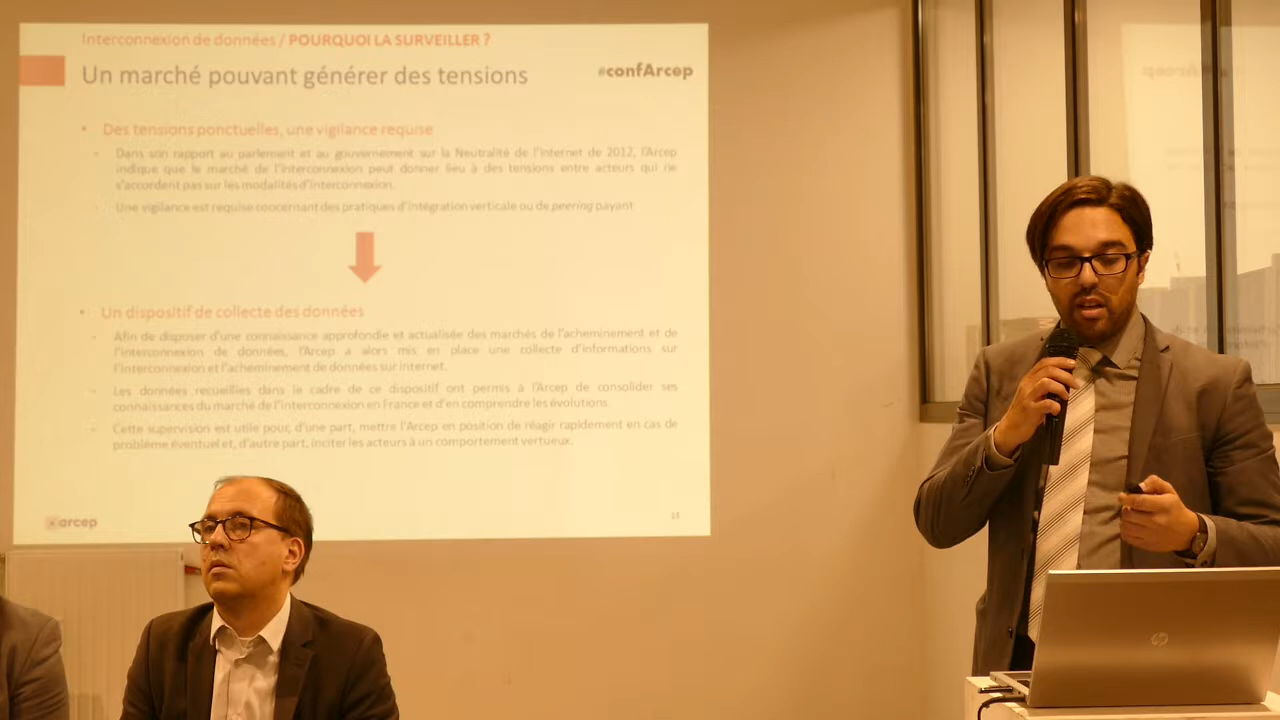 Interconnexion de données / POURQUOI LA SURVEILLER ?
Un marché pouvant générer des tensions
#confArcep
• Des tensions ponctuelles, une vigilance requise
- Dans son rapport au parlement et au gouvernement sur la Neutralité de l'Internet de 2012, l'Arcep
indique que le marché de l'interconnexion peut donner lieu à des tensions entre acteurs qui ne
s'accordent pas sur les modalités d'interconnexion.
- Une vigilance est requise concernant des pratiques d'intégration verticale ou de peering payant
• Un dispositif de collecte des données
- Afin de disposer d'une connaissance approfondie et actualisée des marchés de l'acheminement et de
l'interconnexion de données, l'Arcep a alors mis en place une collecte d'informations sur
l'interconnexion et l'acheminement de données sur Internet.
- Les données recueillies dans le cadre de ce dispositif ont permis à l'Arcep de consolider ses
connaissances du marché de l'interconnexion en France et d'en comprendre les évolutions.
- Cette supervision est utile pour, d'une part, mettre l'Arcep en position de réagir rapidement en cas de
problème éventuel et, d'autre part, inciter les acteurs à un comportement vertueux.
arcep
hp